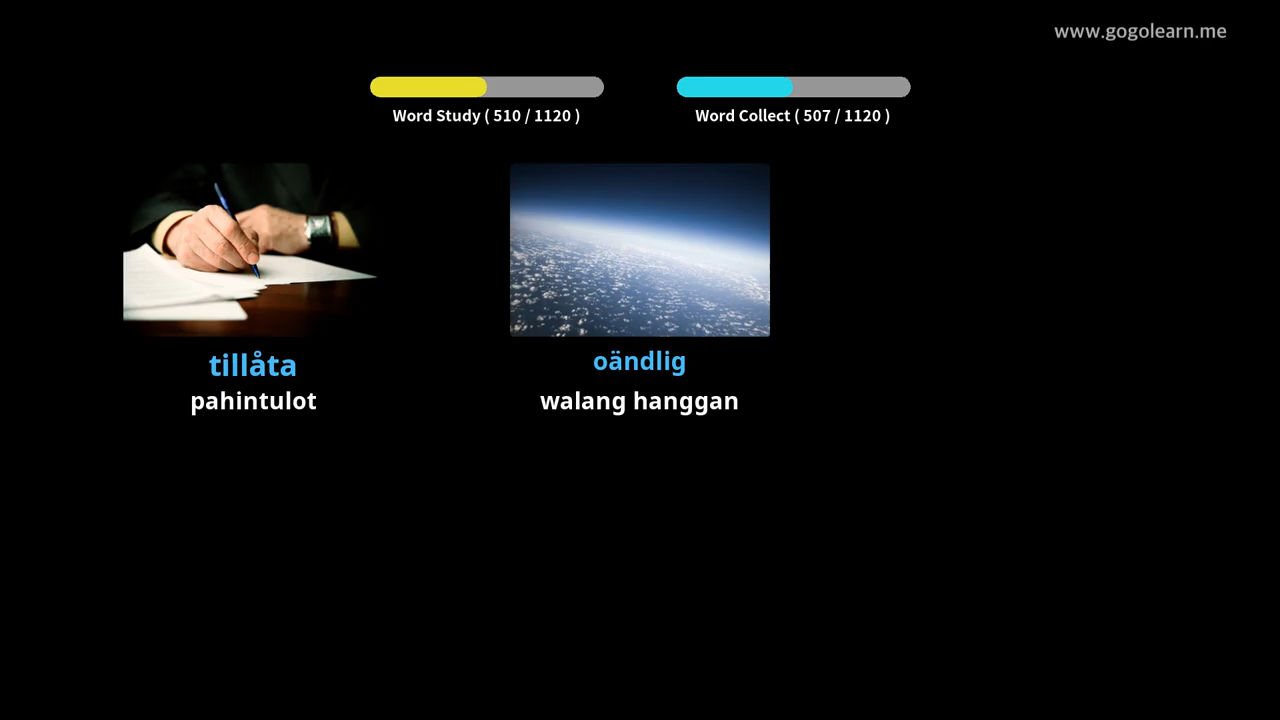 www.gogolearn.me
Word Study ( 510 / 1120 )
Word Collect ( 507 / 1120 )
tillåta
pahintulot
oändlig
walang hanggan